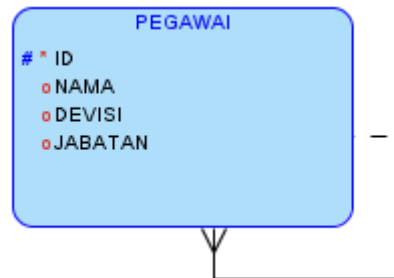 PEGAWAI
# * ID
o NAMA
o DEVISI
o JABATAN